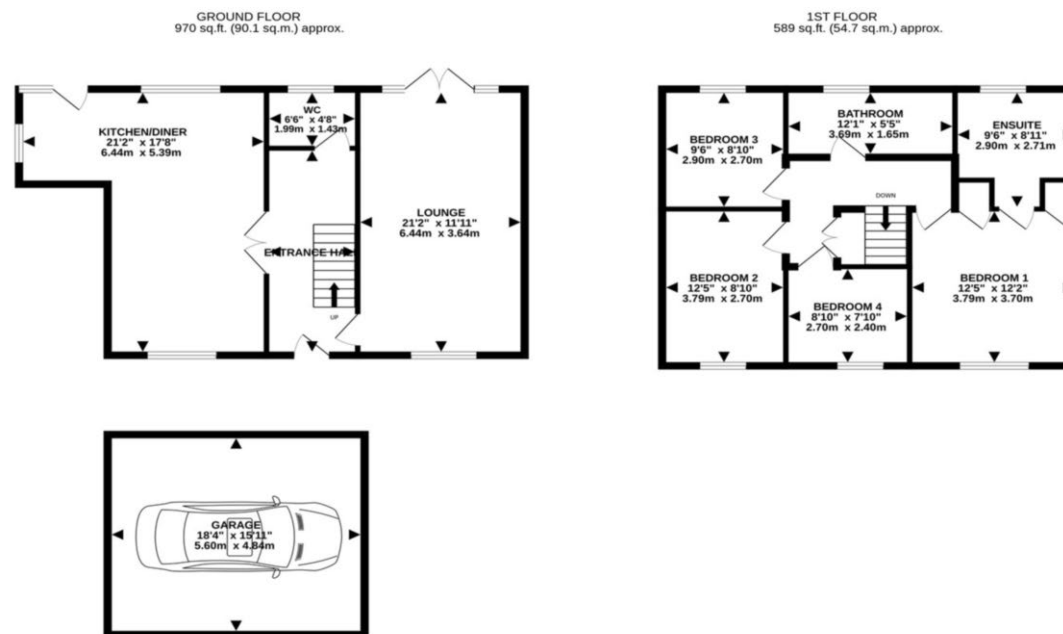 GROUND FLOOR
970 sq.ft. (90.1 sq.m.) approx.
KITCHEN/DINER
21'2" x 17'8"
6.44m x 5.39m
WC
6'6" x 4'8"
1.99m x 1.43m
LOUNGE
21'2" x 11'11"
6.44m x 3.64m
ENTRANCE HALL
UP
GARAGE
18'4" x 15'11"
5.60m x 4.84m
1ST FLOOR
589 sq.ft. (54.7 sq.m.) approx.
BEDROOM 3
9'6" x 8'10"
2.90m x 2.70m
BATHROOM
12'1" x 5'5"
3.69m x 1.65m
ENSUITE
9'6" x 8'11"
2.90m x 2.71m
DOWN
BEDROOM 2
12'5" x 8'10"
3.79m x 2.70m
BEDROOM 4
8'10" x 7'10"
2.70m x 2.40m
BEDROOM 1
12'5" x 12'2"
3.79m x 3.70m